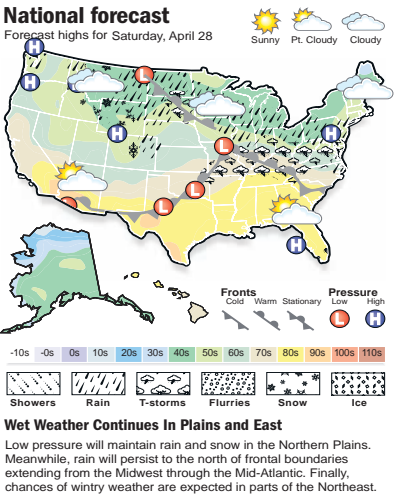 National forecast
Forecast highs for Saturday, April 28
Sunny
Pt. Cloudy
Cloudy
H
H
L
H
L
H
L
L
L
L
H
Fronts
Cold
Warm
Stationary
Pressure
Low
High
L
H
-10s -0s 0s 10s 20s 30s 40s 50s 60s 70s 80s 90s 100s 110s
Showers Rain T-storms Flurries Snow Ice
Wet Weather Continues In Plains and East
Low pressure will maintain rain and snow in the Northern Plains.
Meanwhile, rain will persist to the north of frontal boundaries
extending from the Midwest through the Mid-Atlantic. Finally,
chances of wintry weather are expected in parts of the Northeast.